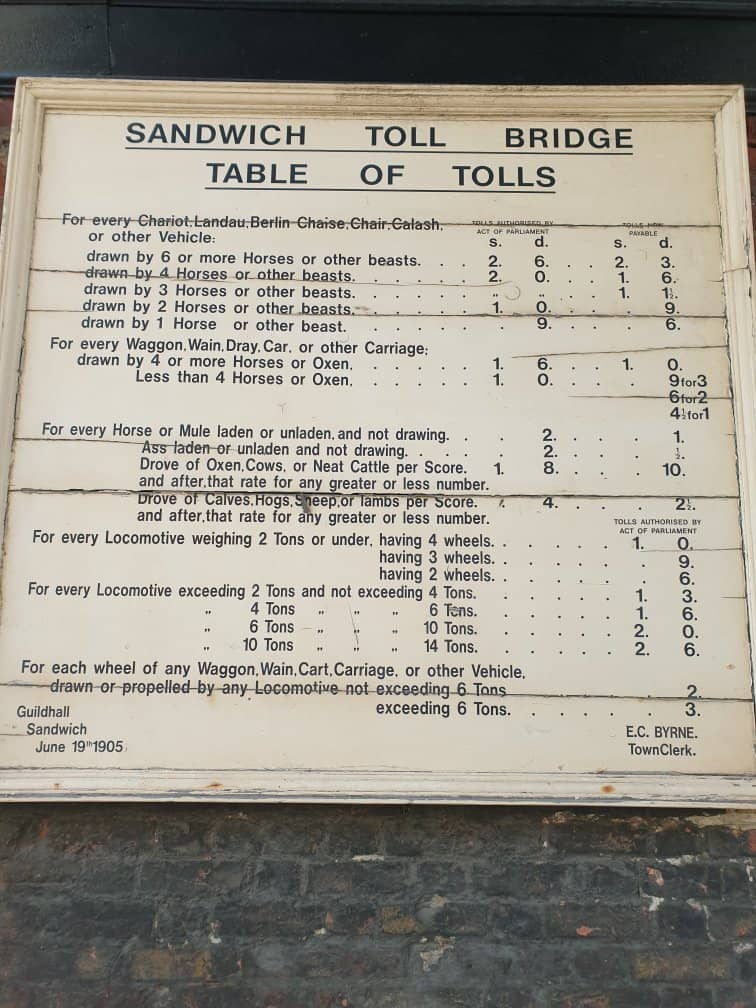 SANDWICH TOLL BRIDGE
TABLE OF TOLLS
TOLLS AUTHORISED BY ACT OF PARLIAMENT
TOLLS NOW PAYABLE
For every Chariot, Landau, Berlin Chaise, Chair, Calash,
or other Vehicle: s. d. s. d.
drawn by 6 or more Horses or other beasts. . . 2. 6. . . 2. 3.
drawn by 4 Horses or other beasts. . . . . . 2. 0. . . 1. 6.
drawn by 3 Horses or other beasts. . . . . . „ „ . . 1. 1½.
drawn by 2 Horses or other beasts. . . . . . 1. 0. . . . 9.
drawn by 1 Horse or other beast. . . . . . . 9. . . . 6.
For every Waggon, Wain, Dray, Car, or other Carriage;
drawn by 4 or more Horses or Oxen, . . . . . 1. 6. . . 1. 0.
Less than 4 Horses or Oxen, . . . . . 1. 0. . . . 9 for 3
6 for 2
4½ for 1
For every Horse or Mule laden or unladen, and not drawing. . . 2. . . . 1.
Ass laden or unladen and not drawing. . . . . 2. . . . ½.
Drove of Oxen, Cows, or Neat Cattle per Score. 1. 8. . . . 10.
and after, that rate for any greater or less number.
Drove of Calves, Hogs, Sheep, or Lambs per Score. . 4. . . . 2½.
and after, that rate for any greater or less number.
TOLLS AUTHORISED BY
ACT OF PARLIAMENT
For every Locomotive weighing 2 Tons or under, having 4 wheels. . . . . . 1. 0.
having 3 wheels. . . . . . . 9.
having 2 wheels. . . . . . . 6.
For every Locomotive exceeding 2 Tons and not exceeding 4 Tons. . . . . . 1. 3.
„ 4 Tons „ „ „ 6 Tons. . . . . . 1. 6.
„ 6 Tons „ „ „ 10 Tons. . . . . . 2. 0.
„ 10 Tons „ „ „ 14 Tons. . . . . . 2. 6.
For each wheel of any Waggon, Wain, Cart, Carriage, or other Vehicle,
drawn or propelled by any Locomotive not exceeding 6 Tons . . 2.
exceeding 6 Tons. . . . . . 3.
Guildhall
Sandwich
June 19th 1905
E.C. BYRNE.
Town Clerk.